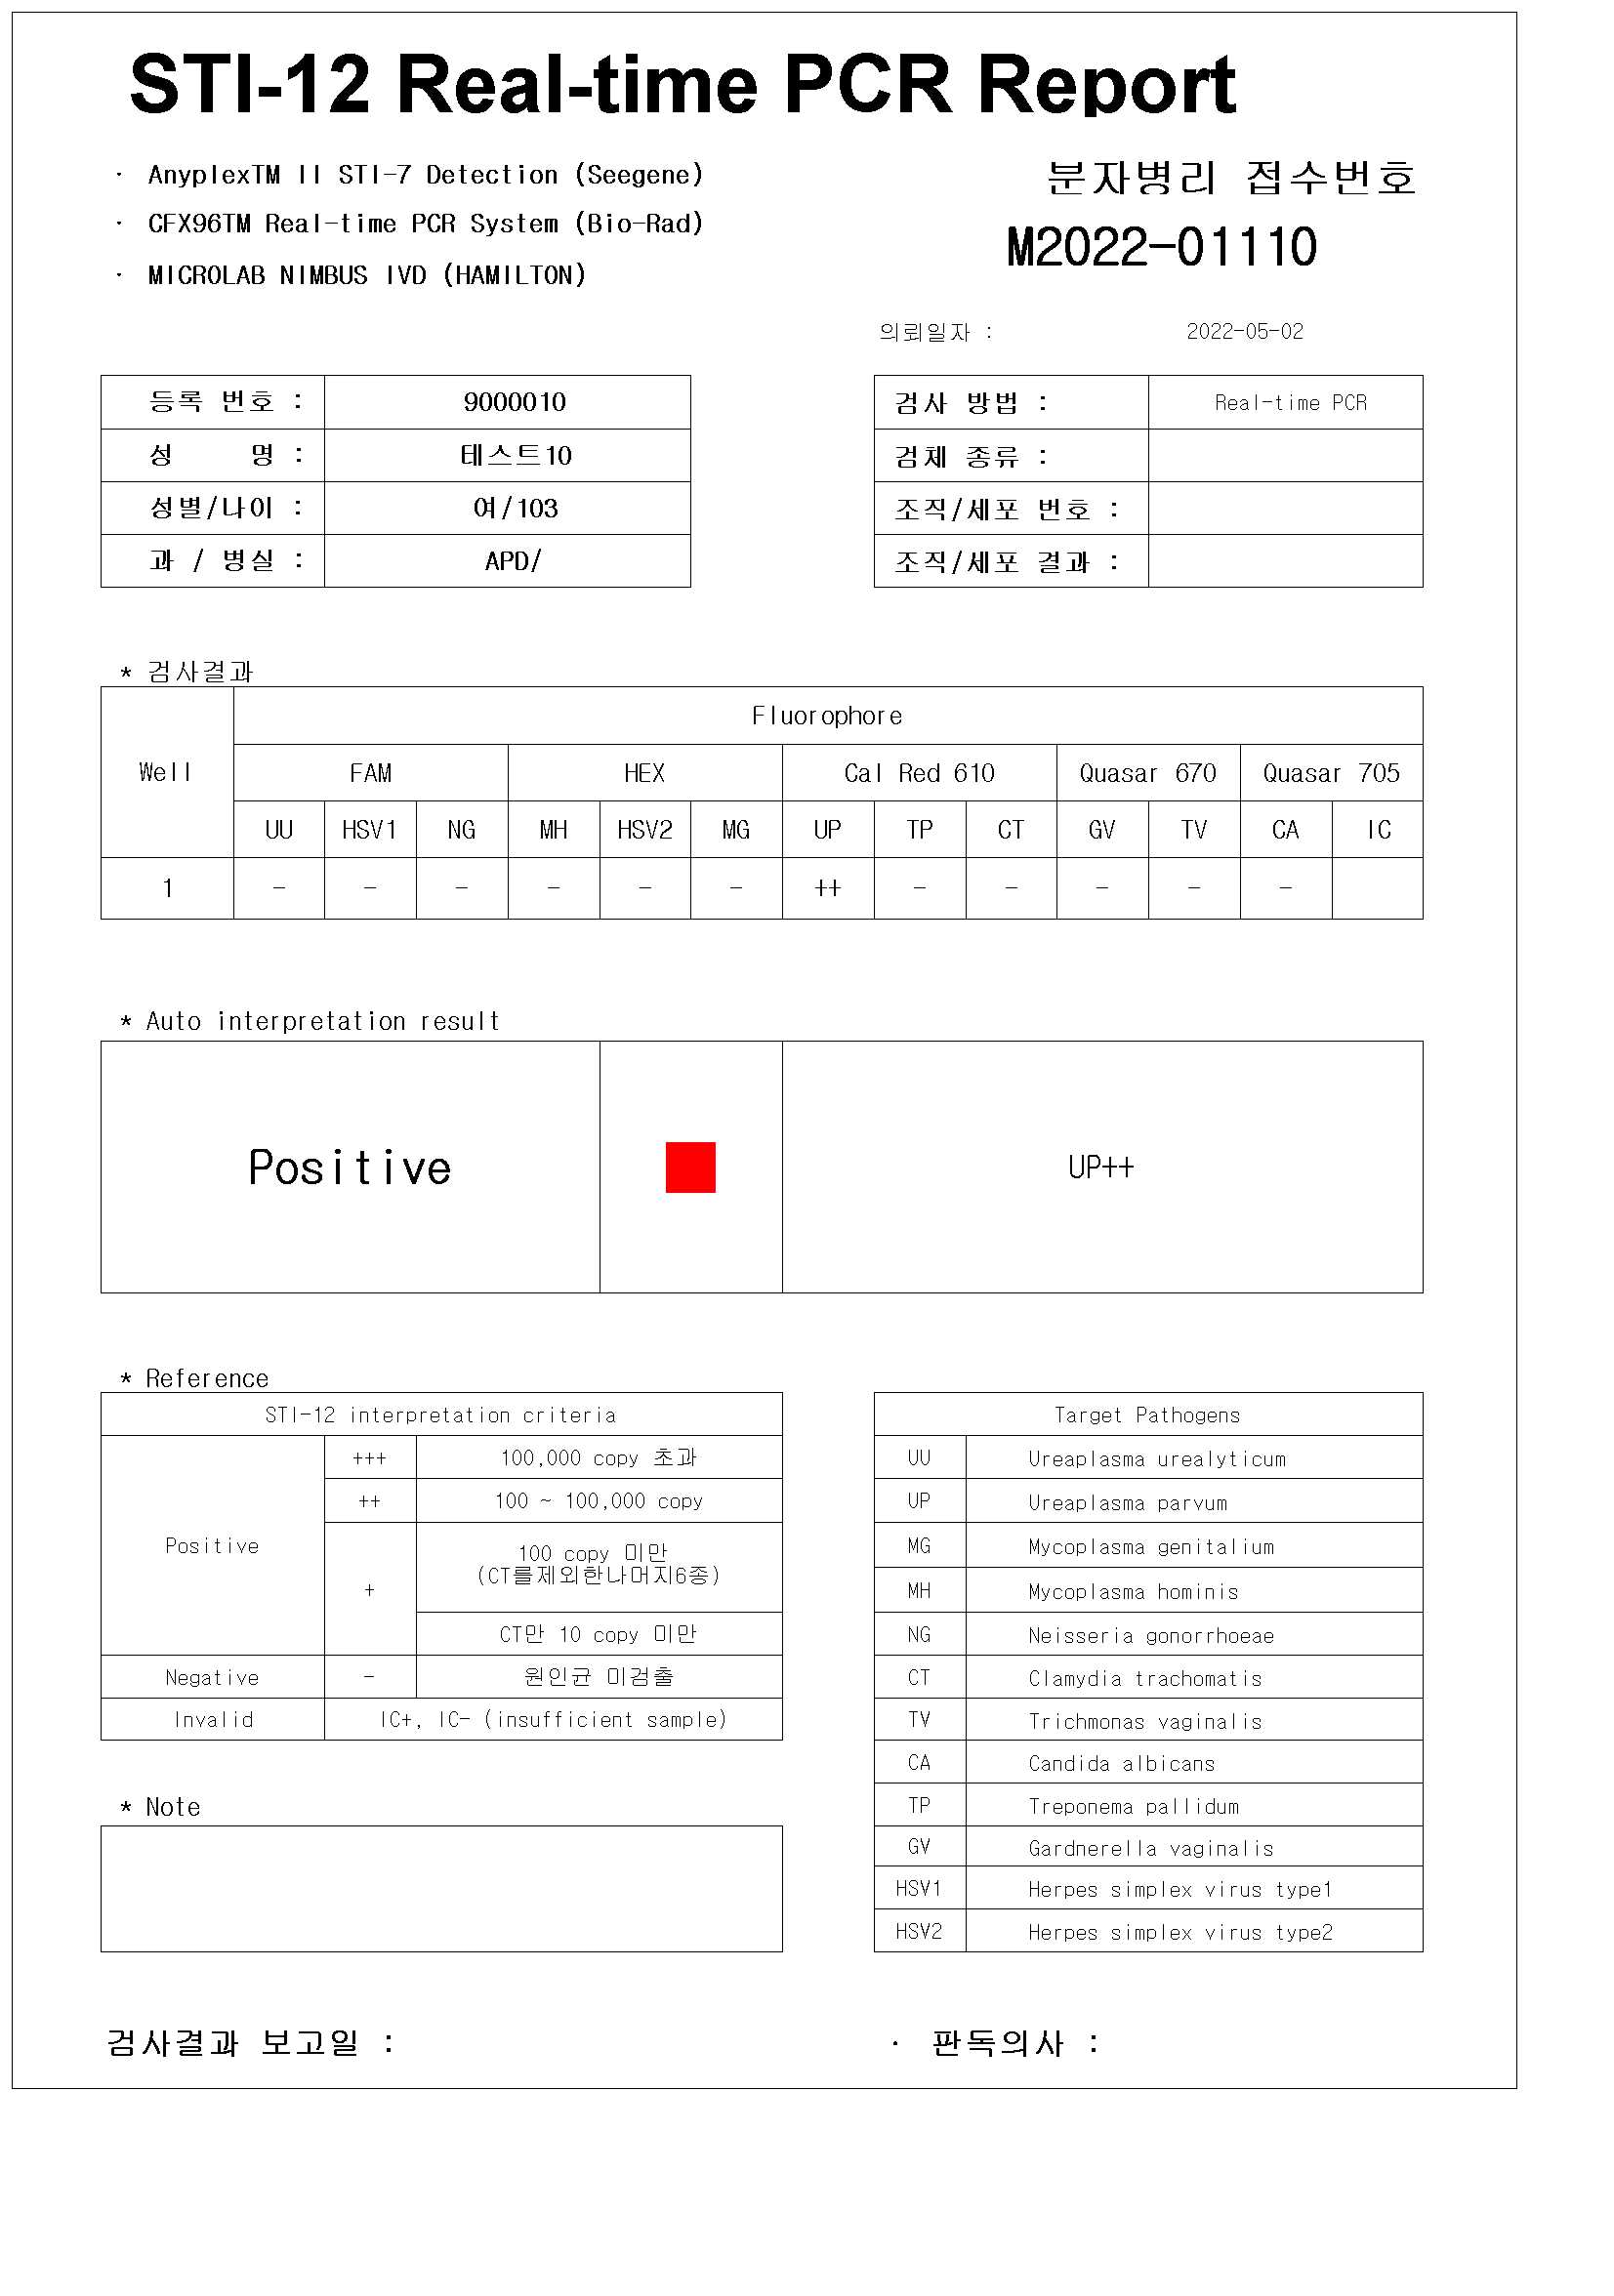 STI-12 Real-time PCR Report
· AnyplexTM II STI-7 Detection (Seegene)
· CFX96TM Real-time PCR System (Bio-Rad)
· MICROLAB NIMBUS IVD (HAMILTON)
분자병리 접수번호
M2022-01110
의뢰일자 : 2022-05-02
등록 번호 : 9000010
성 명 : 테스트10
성별/나이 : 여/103
과 / 병실 : APD/
검사 방법 : Real-time PCR
검체 종류 :
조직/세포 번호 :
조직/세포 결과 :
* 검사결과
Well Fluorophore
FAM HEX Cal Red 610 Quasar 670 Quasar 705
UU HSV1 NG MH HSV2 MG UP TP CT GV TV CA IC
1 - - - - - - ++ - - - - -
* Auto interpretation result
Positive UP++
* Reference
STI-12 interpretation criteria
Positive +++ 100,000 copy 초과
++ 100 ~ 100,000 copy
+ 100 copy 미만
(CT를제외한나머지6종)
CT만 10 copy 미만
Negative - 원인균 미검출
Invalid IC+, IC- (insufficient sample)
Target Pathogens
UU Ureaplasma urealyticum
UP Ureaplasma parvum
MG Mycoplasma genitalium
MH Mycoplasma hominis
NG Neisseria gonorrhoeae
CT Clamydia trachomatis
TV Trichmonas vaginalis
CA Candida albicans
TP Treponema pallidum
GV Gardnerella vaginalis
HSV1 Herpes simplex virus type1
HSV2 Herpes simplex virus type2
* Note
검사결과 보고일 :
· 판독의사 :